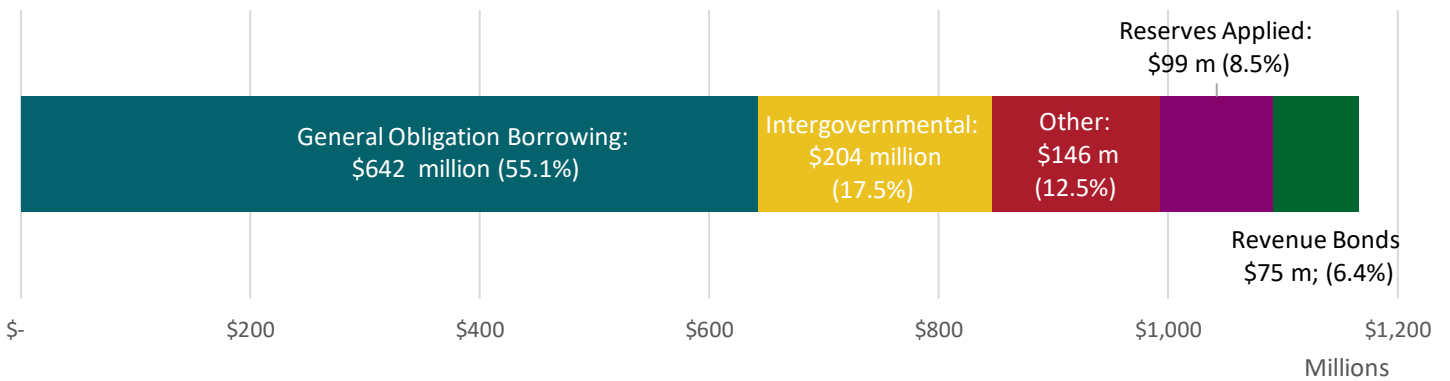 Reserves Applied:
$99 m (8.5%)
General Obligation Borrowing:
$642 million (55.1%)
Intergovernmental:
$204 million
(17.5%)
Other:
$146 m
(12.5%)
Revenue Bonds
$75 m; (6.4%)
$- $200 $400 $600 $800 $1,000 $1,200
Millions